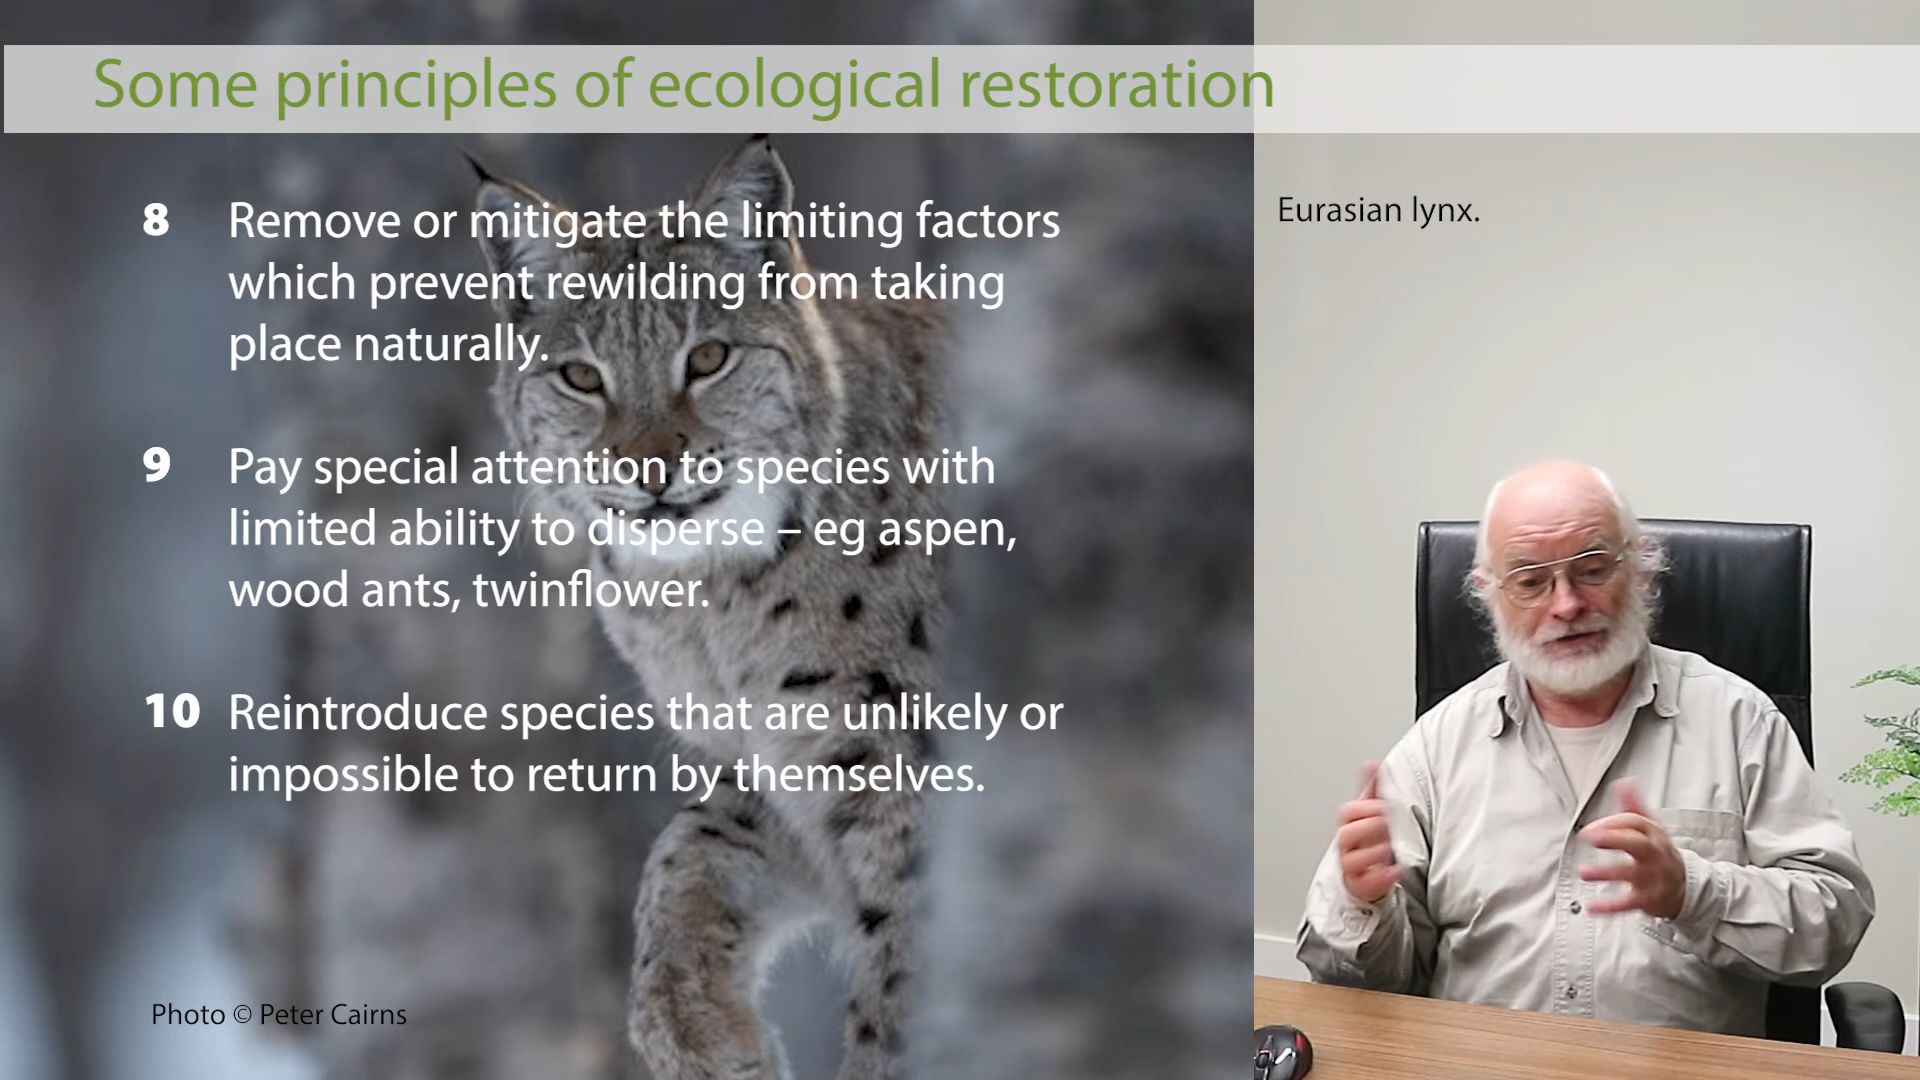 Some principles of ecological restoration
8 Remove or mitigate the limiting factors
which prevent rewilding from taking
place naturally.
9 Pay special attention to species with
limited ability to disperse – eg aspen,
wood ants, twinflower.
10 Reintroduce species that are unlikely or
impossible to return by themselves.
Photo © Peter Cairns
Eurasian lynx.